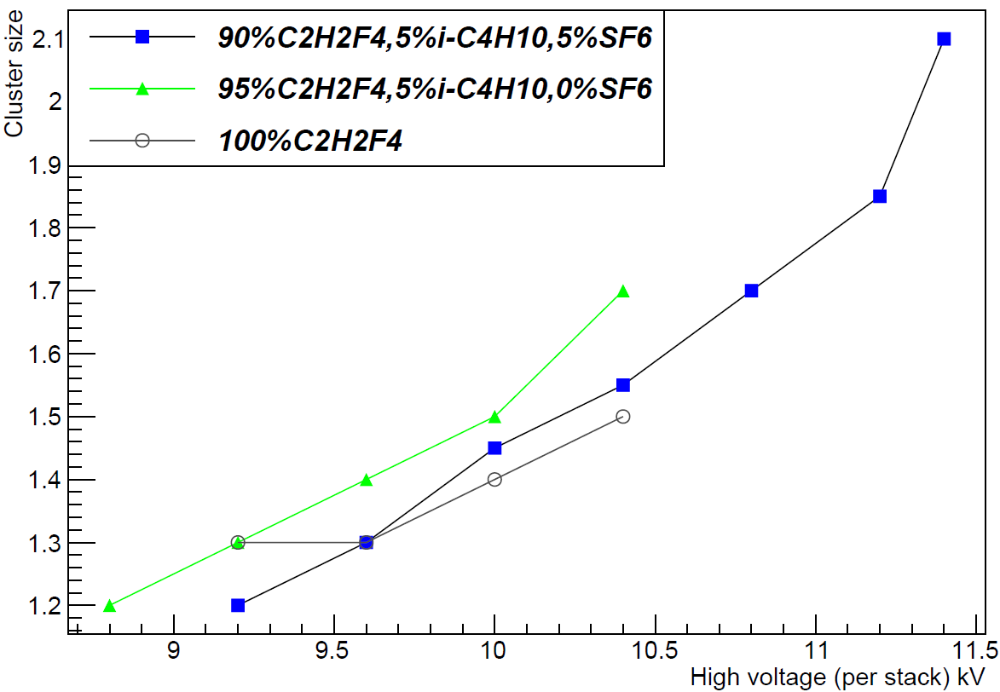 Cluster size
90%C2H2F4,5%i-C4H10,5%SF6
95%C2H2F4,5%i-C4H10,0%SF6
100%C2H2F4
2.1
2
1.9
1.8
1.7
1.6
1.5
1.4
1.3
1.2
9 9.5 10 10.5 11 11.5
High voltage (per stack) kV